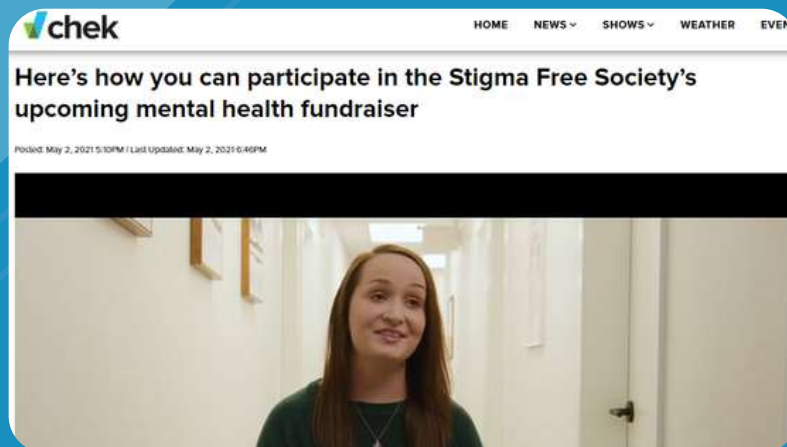 chek
HOME NEWS SHOWS WEATHER EVEN
Here’s how you can participate in the Stigma Free Society’s
upcoming mental health fundraiser
Posted: May 2, 2021 5:10PM / Last Updated: May 2, 2021 6:46PM